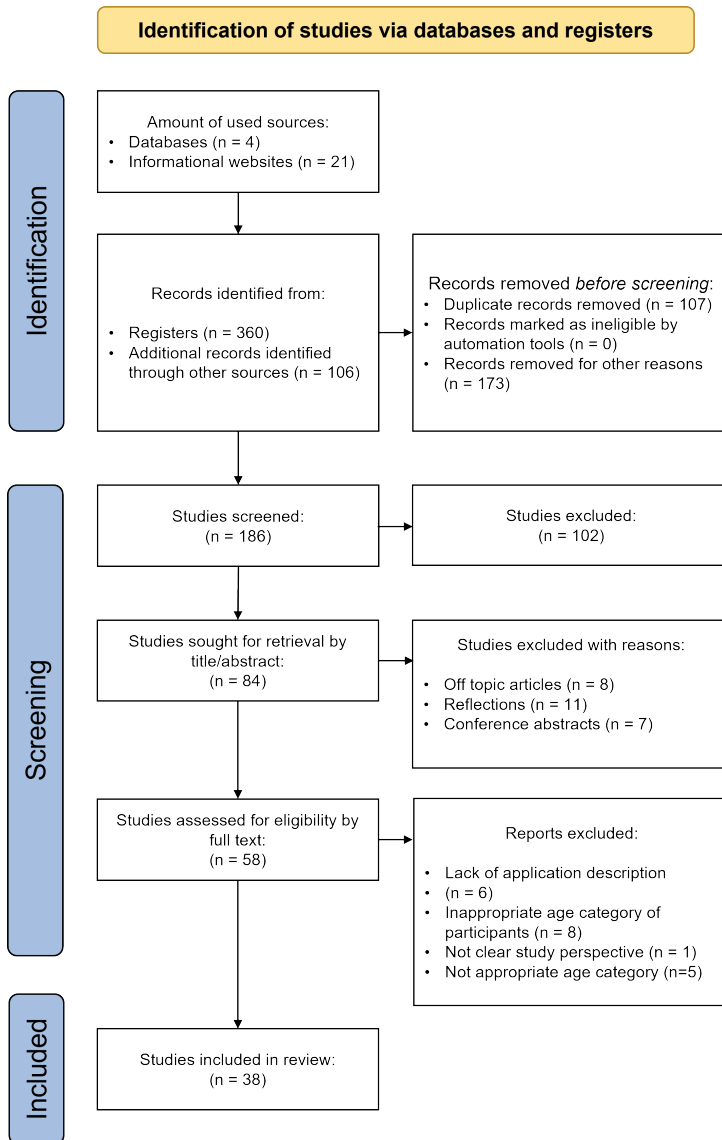 Identification of studies via databases and registers
Identification
Amount of used sources:
• Databases (n = 4)
• Informational websites (n = 21)
Records identified from:
• Registers (n = 360)
• Additional records identified
through other sources (n = 106)
Records removed before screening:
• Duplicate records removed (n = 107)
• Records marked as ineligible by
automation tools (n = 0)
• Records removed for other reasons
(n = 173)
Screening
Studies screened:
(n = 186)
Studies excluded:
(n = 102)
Studies sought for retrieval by
title/abstract:
(n = 84)
Studies excluded with reasons:
• Off topic articles (n = 8)
• Reflections (n = 11)
• Conference abstracts (n = 7)
Studies assessed for eligibility by
full text:
(n = 58)
Reports excluded:
• Lack of application description
• (n = 6)
• Inappropriate age category of
participants (n = 8)
• Not clear study perspective (n = 1)
• Not appropriate age category (n=5)
Included
Studies included in review:
(n = 38)